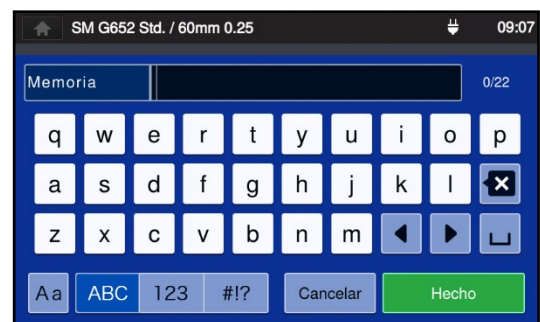 SM G652 Std. / 60mm 0.25 09:07
Memoria 0/22
q w e r t y u i o p
a s d f g h j k l
z x c v b n m
Aa ABC 123 #!? Cancelar Hecho